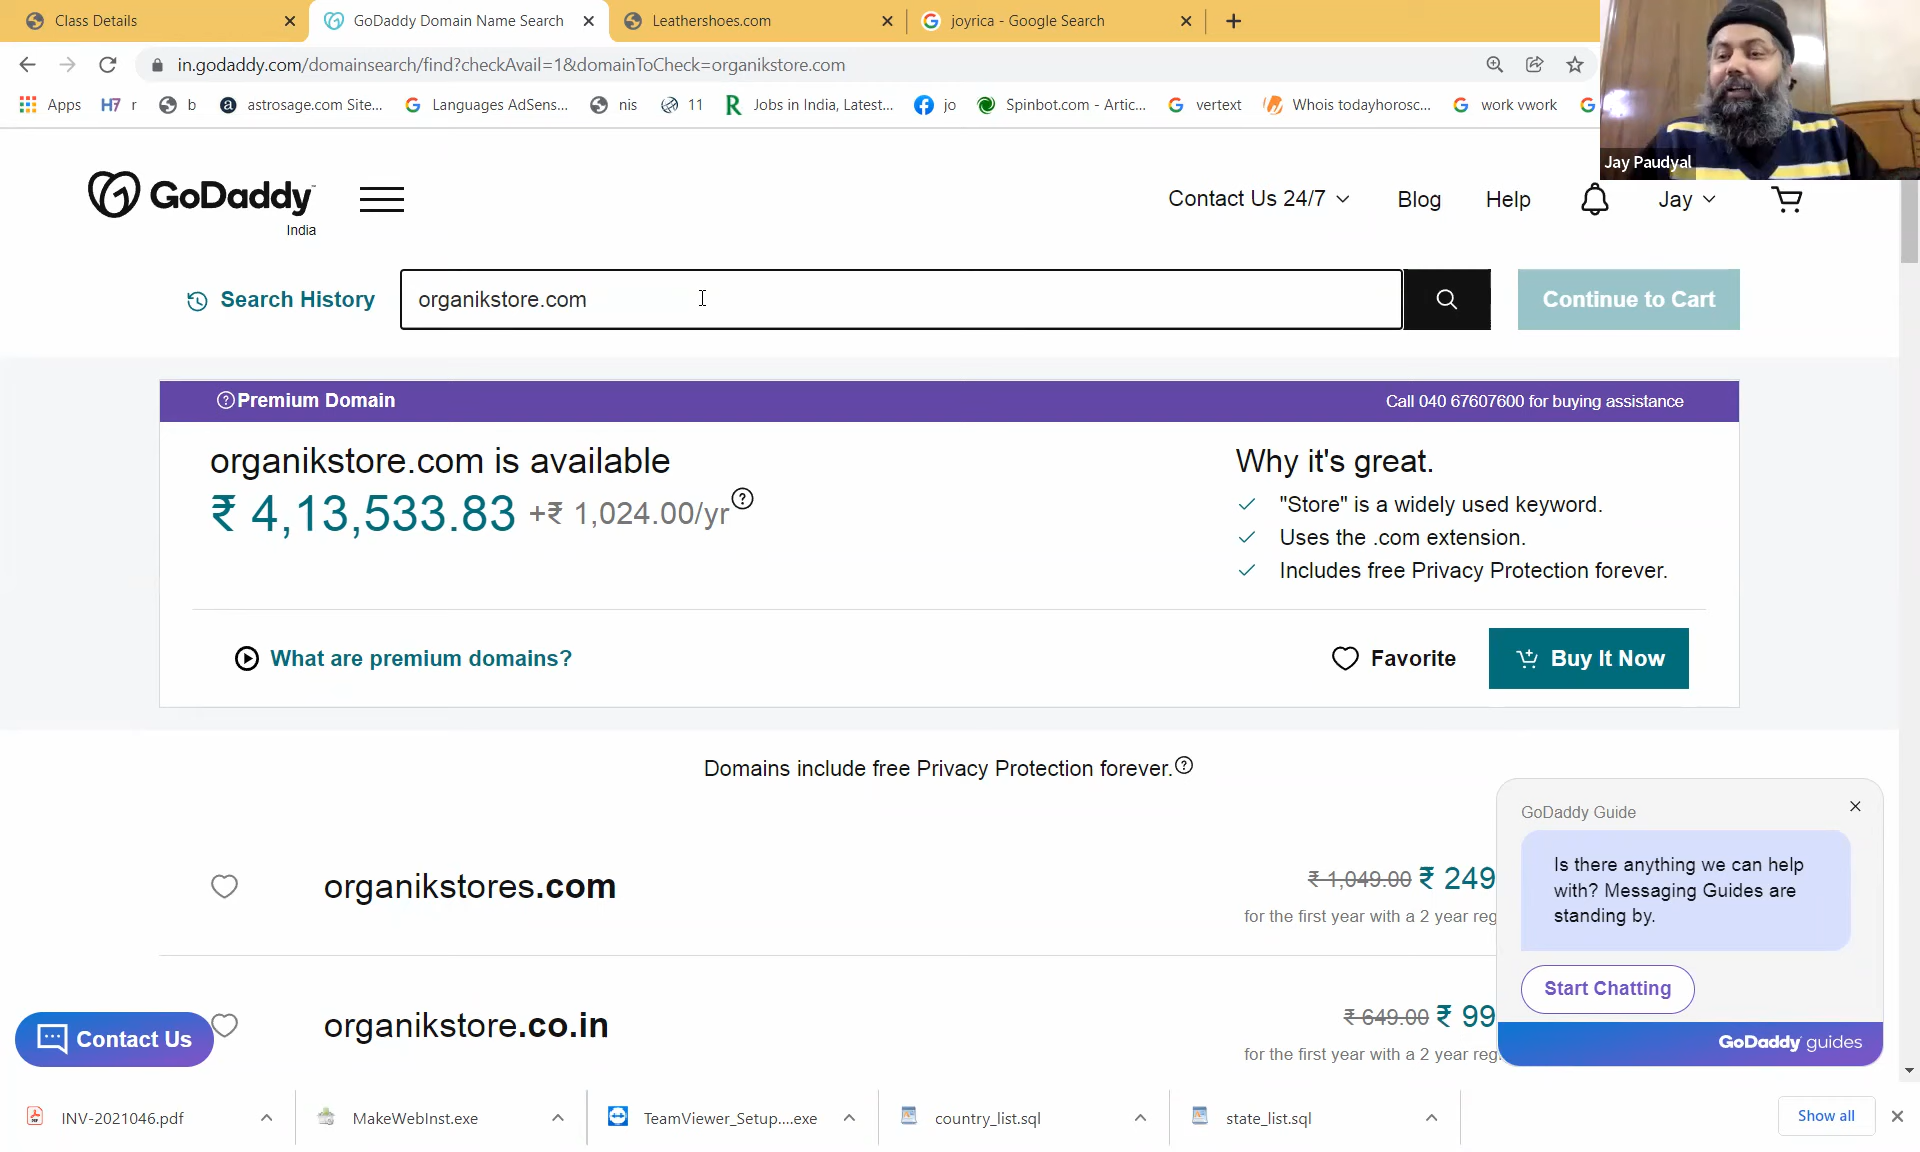 Class Details
GoDaddy Domain Name Search
Leathershoes.com
joyrica - Google Search
in.godaddy.com/domainsearch/find?checkAvail=1&domainToCheck=organikstore.com
Apps
H7 r
b
a astrosage.com Site...
G Languages AdSens...
nis
11
R Jobs in India, Latest...
jo
Spinbot.com - Artic...
G vertext
Whois todayhorosc...
G work vwork
G
Jay Paudyal
GoDaddy
India
Contact Us 24/7
Blog
Help
Jay
Search History
organikstore.com
Continue to Cart
Premium Domain
Call 040 67607600 for buying assistance
organikstore.com is available
₹ 4,13,533.83 +₹ 1,024.00/yr
Why it's great.
"Store" is a widely used keyword.
Uses the .com extension.
Includes free Privacy Protection forever.
What are premium domains?
Favorite
Buy It Now
Domains include free Privacy Protection forever.
organikstores.com
₹ 1,049.00 ₹ 249
for the first year with a 2 year reg
organikstore.co.in
₹ 649.00 ₹ 99
for the first year with a 2 year reg.
GoDaddy Guide
Is there anything we can help
with? Messaging Guides are
standing by.
Start Chatting
GoDaddy guides
Contact Us
INV-2021046.pdf
MakeWebInst.exe
TeamViewer_Setup....exe
country_list.sql
state_list.sql
Show all